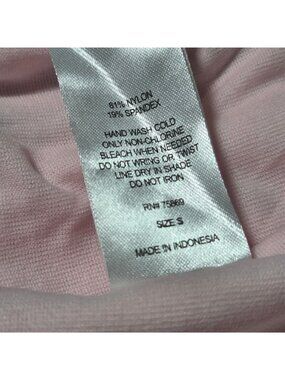 81% NYLON
19% SPANDEX
HAND WASH COLD
ONLY NON-CHLORINE
BLEACH WHEN NEEDED
DO NOT WRING OR TWIST
LINE DRY IN SHADE
DO NOT IRON
RN# 75869
SIZE S
MADE IN INDONESIA